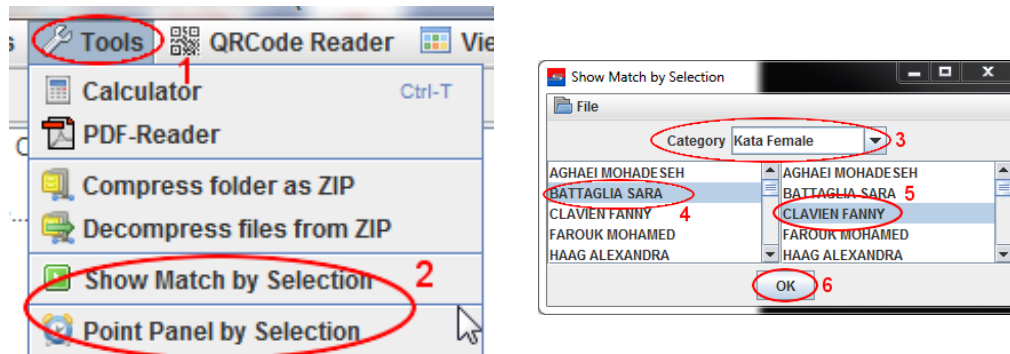 s Tools QRCode Reader Vie
1
Calculator Ctrl-T
PDF-Reader
C
Compress folder as ZIP
...
Decompress files from ZIP
Show Match by Selection 2
Point Panel by Selection
Show Match by Selection
File
Category Kata Female 3
AGHAEI MOHADESEH
BATTAGLIA SARA
CLAVIEN FANNY 4
FAROUK MOHAMED
HAAG ALEXANDRA
AGHAEI MOHADESEH
BATTAGLIA SARA 5
CLAVIEN FANNY
FAROUK MOHAMED
HAAG ALEXANDRA
OK 6